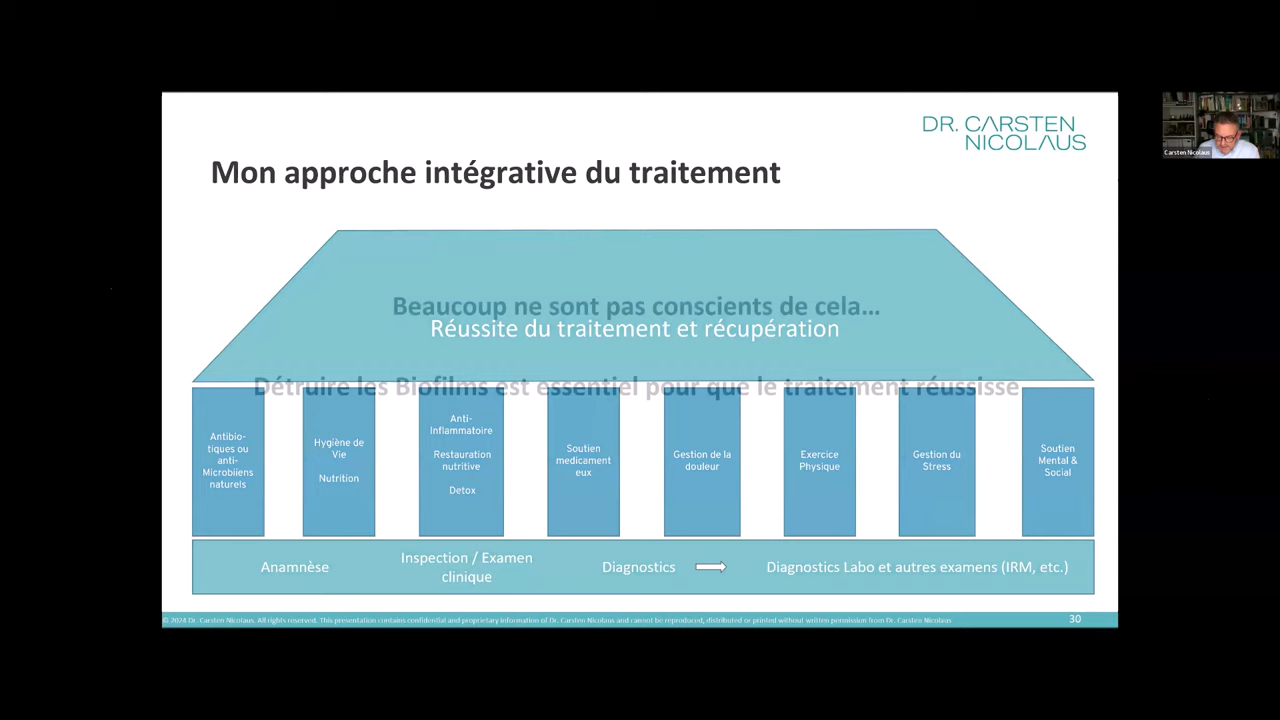 DR. CARSTEN
NICOLAUS
Carsten Nicolaus
Mon approche intégrative du traitement
Beaucoup ne sont pas conscients de cela…
Réussite du traitement et récupération
Détruire les Biofilms est essentiel pour que le traitement réussisse
Antibio-
tiques ou
anti-
Microbiiens
naturels
Hygiène de
Vie
Nutrition
Anti-
Inflammatoire
Restauration
nutritive
Detox
Soutien
medicament
eux
Gestion de la
douleur
Exercice
Physique
Gestion du
Stress
Soutien
Mental &
Social
Anamnèse
Inspection / Examen
clinique
Diagnostics
Diagnostics Labo et autres examens (IRM, etc.)
© 2024 Dr. Carsten Nicolaus. All rights reserved. This presentation contains confidential and proprietary information of Dr. Carsten Nicolaus and cannot be reproduced, distributed or printed without written permission from Dr. Carsten Nicolaus
30